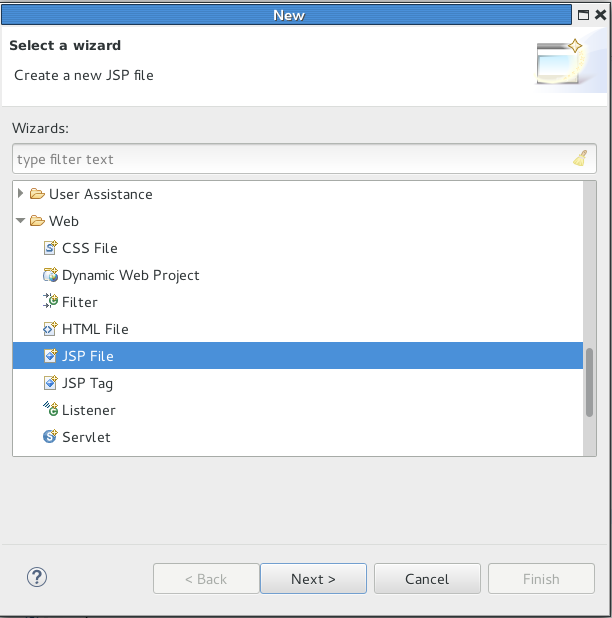 New
Select a wizard
Create a new JSP file
Wizards:
type filter text
User Assistance
Web
CSS File
Dynamic Web Project
Filter
HTML File
JSP File
JSP Tag
Listener
Servlet
? < Back Next > Cancel Finish